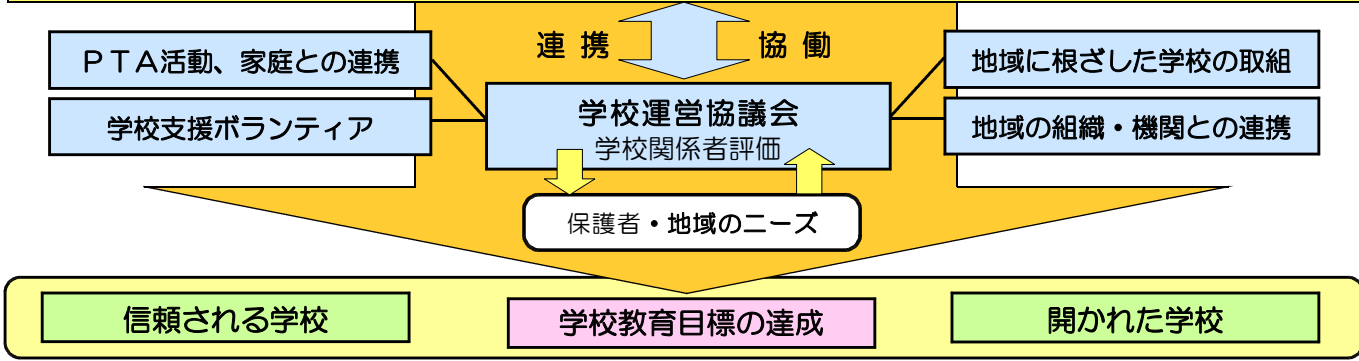 連 携
協 働
ＰＴＡ活動、家庭との連携
学校支援ボランティア
学校運営協議会
学校関係者評価
地域に根ざした学校の取組
地域の組織・機関との連携
保護者・地域のニーズ
信頼される学校
学校教育目標の達成
開かれた学校